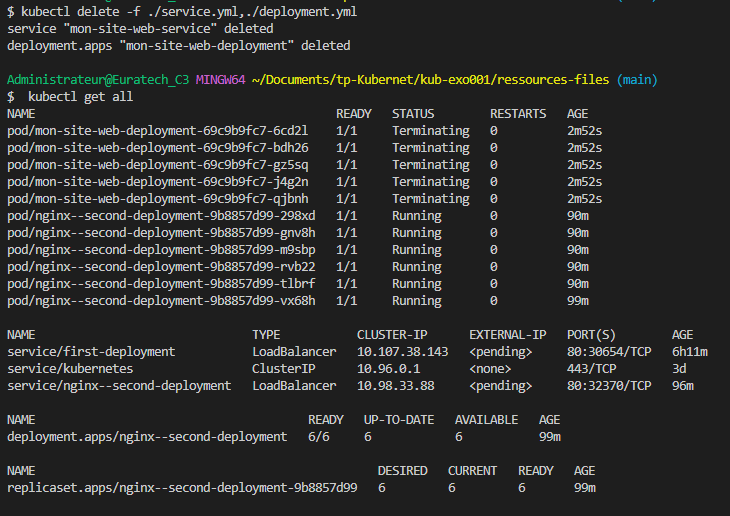 $ kubectl delete -f ./service.yml,./deployment.yml
service "mon-site-web-service" deleted
deployment.apps "mon-site-web-deployment" deleted
Administrateur@Euratech_C3 MINGW64 ~/Documents/tp-Kubernet/kub-exo001/ressources-files (main)
$  kubectl get all
NAME READY STATUS RESTARTS AGE
pod/mon-site-web-deployment-69c9b9fc7-6cd2l 1/1 Terminating 0 2m52s
pod/mon-site-web-deployment-69c9b9fc7-bdh26 1/1 Terminating 0 2m52s
pod/mon-site-web-deployment-69c9b9fc7-gz5sq 1/1 Terminating 0 2m52s
pod/mon-site-web-deployment-69c9b9fc7-j4g2n 1/1 Terminating 0 2m52s
pod/mon-site-web-deployment-69c9b9fc7-qjbnh 1/1 Terminating 0 2m52s
pod/nginx--second-deployment-9b8857d99-298xd 1/1 Running 0 90m
pod/nginx--second-deployment-9b8857d99-gnv8h 1/1 Running 0 90m
pod/nginx--second-deployment-9b8857d99-m9sbp 1/1 Running 0 90m
pod/nginx--second-deployment-9b8857d99-rvb22 1/1 Running 0 90m
pod/nginx--second-deployment-9b8857d99-tlbrf 1/1 Running 0 90m
pod/nginx--second-deployment-9b8857d99-vx68h 1/1 Running 0 99m
NAME TYPE CLUSTER-IP EXTERNAL-IP PORT(S) AGE
service/first-deployment LoadBalancer 10.107.38.143 <pending> 80:30654/TCP 6h11m
service/kubernetes ClusterIP 10.96.0.1 <none> 443/TCP 3d
service/nginx--second-deployment LoadBalancer 10.98.33.88 <pending> 80:32370/TCP 96m
NAME READY UP-TO-DATE AVAILABLE AGE
deployment.apps/nginx--second-deployment 6/6 6 6 99m
NAME DESIRED CURRENT READY AGE
replicaset.apps/nginx--second-deployment-9b8857d99 6 6 6 99m